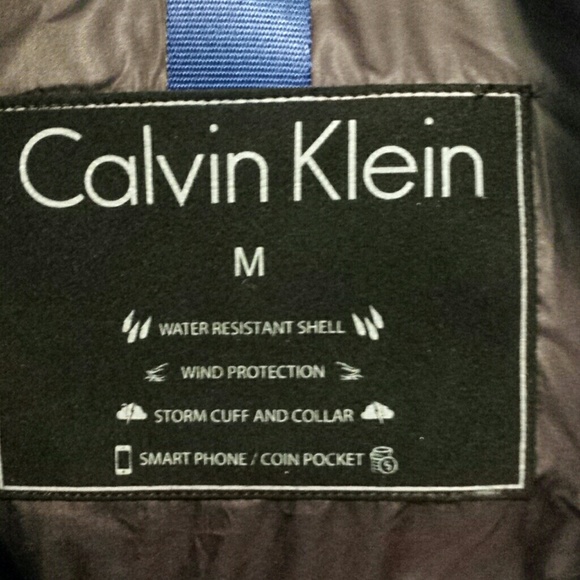 Calvin Klein
M
WATER RESISTANT SHELL
WIND PROTECTION
STORM CUFF AND COLLAR
SMART PHONE / COIN POCKET